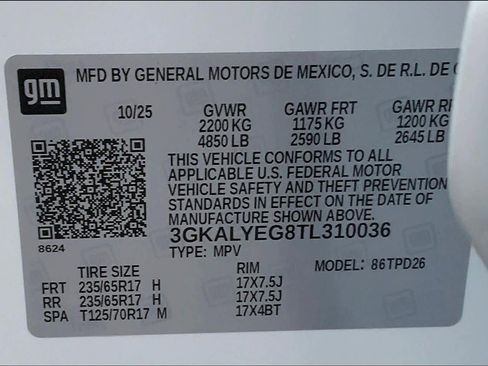 gm
MFD BY GENERAL MOTORS DE MEXICO, S. DE R.L. DE
10/25 GVWR GAWR FRT GAWR
2200 KG 1175 KG 1200 KG
4850 LB 2590 LB 2645 LB
THIS VEHICLE CONFORMS TO ALL
APPLICABLE U.S. FEDERAL MOTOR
VEHICLE SAFETY AND THEFT PREVENTION
STANDARDS IN EFFECT ON THE DATE OF
MANUFACTURE SHOWN ABOVE.
8624 3GKALYEG8TL310036
TYPE: MPV
TIRE SIZE RIM MODEL: 86TPD26
FRT 235/65R17 H 17X7.5J
RR 235/65R17 H 17X7.5J
SPA T125/70R17 M 17X4BT